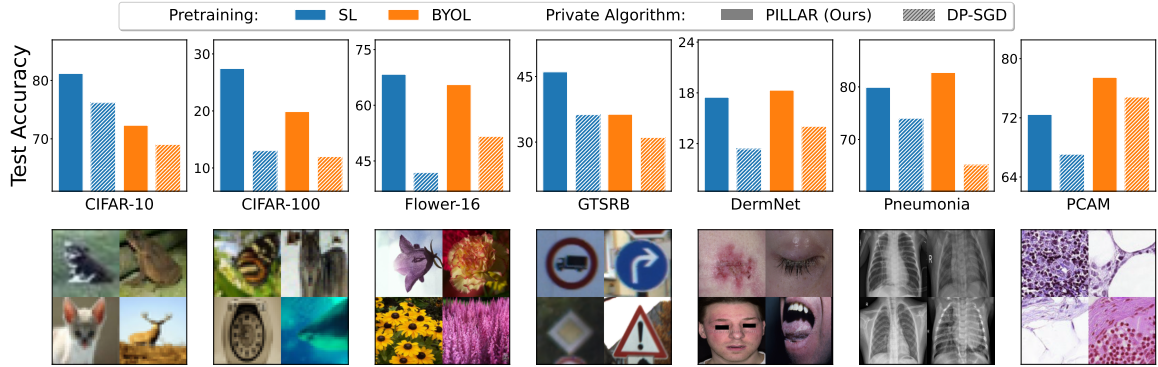 Pretraining: SL BYOL Private Algorithm: PILLAR (Ours) DP-SGD
Test Accuracy
80
70
CIFAR-10
30
20
10
CIFAR-100
75
60
45
Flower-16
45
30
GTSRB
24
18
12
DermNet
80
70
Pneumonia
80
72
64
PCAM
R